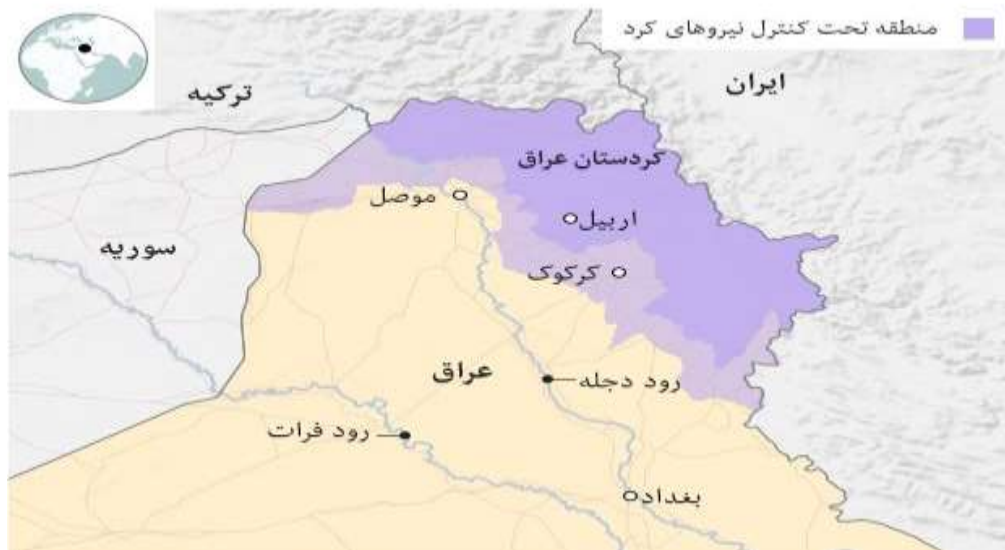 منطقه تحت کنترل نیروهای کرد
ایران
ترکیه
کردستان عراق
موصل
اربیل
سوریه
کرکوک
عراق
رود دجله
رود فرات
بغداد